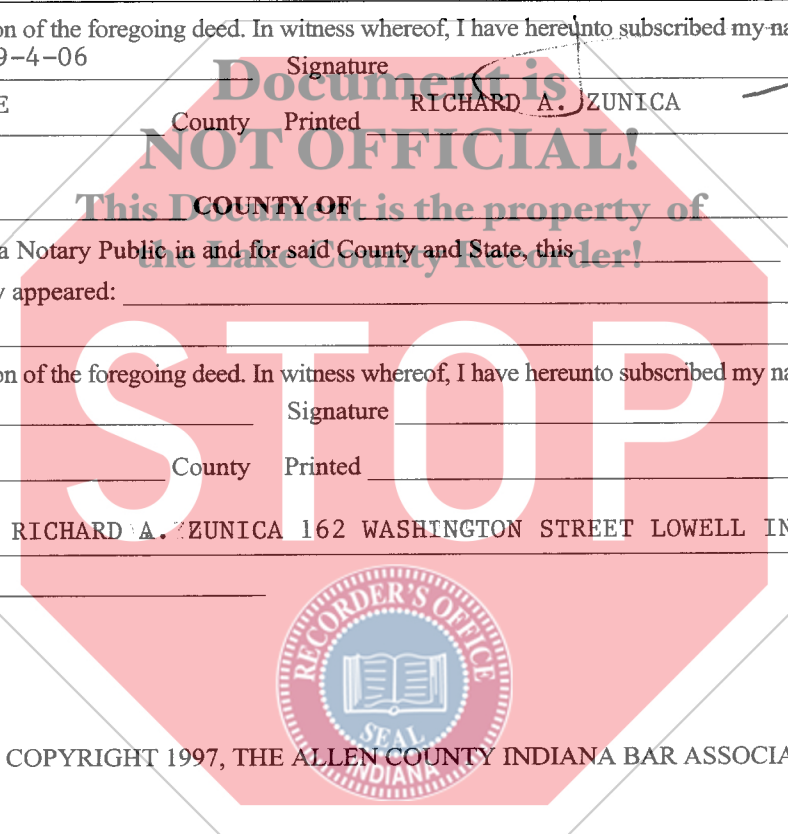 on of the foregoing deed. In witness whereof, I have hereunto subscribed my na
9-4-06 Signature
Document is
E County Printed RICHARD A. ZUNICA
NOT OFFICIAL!
This Document is the property of
COUNTY OF
the Lake County Recorder!
a Notary Public in and for said County and State, this
y appeared:
STOP
on of the foregoing deed. In witness whereof, I have hereunto subscribed my na
Signature
County Printed
RICHARD A. ZUNICA 162 WASHINGTON STREET LOWELL IN
RECORDER'S OFFICE
SEAL
INDIANA
COPYRIGHT 1997, THE ALLEN COUNTY INDIANA BAR ASSOCIA